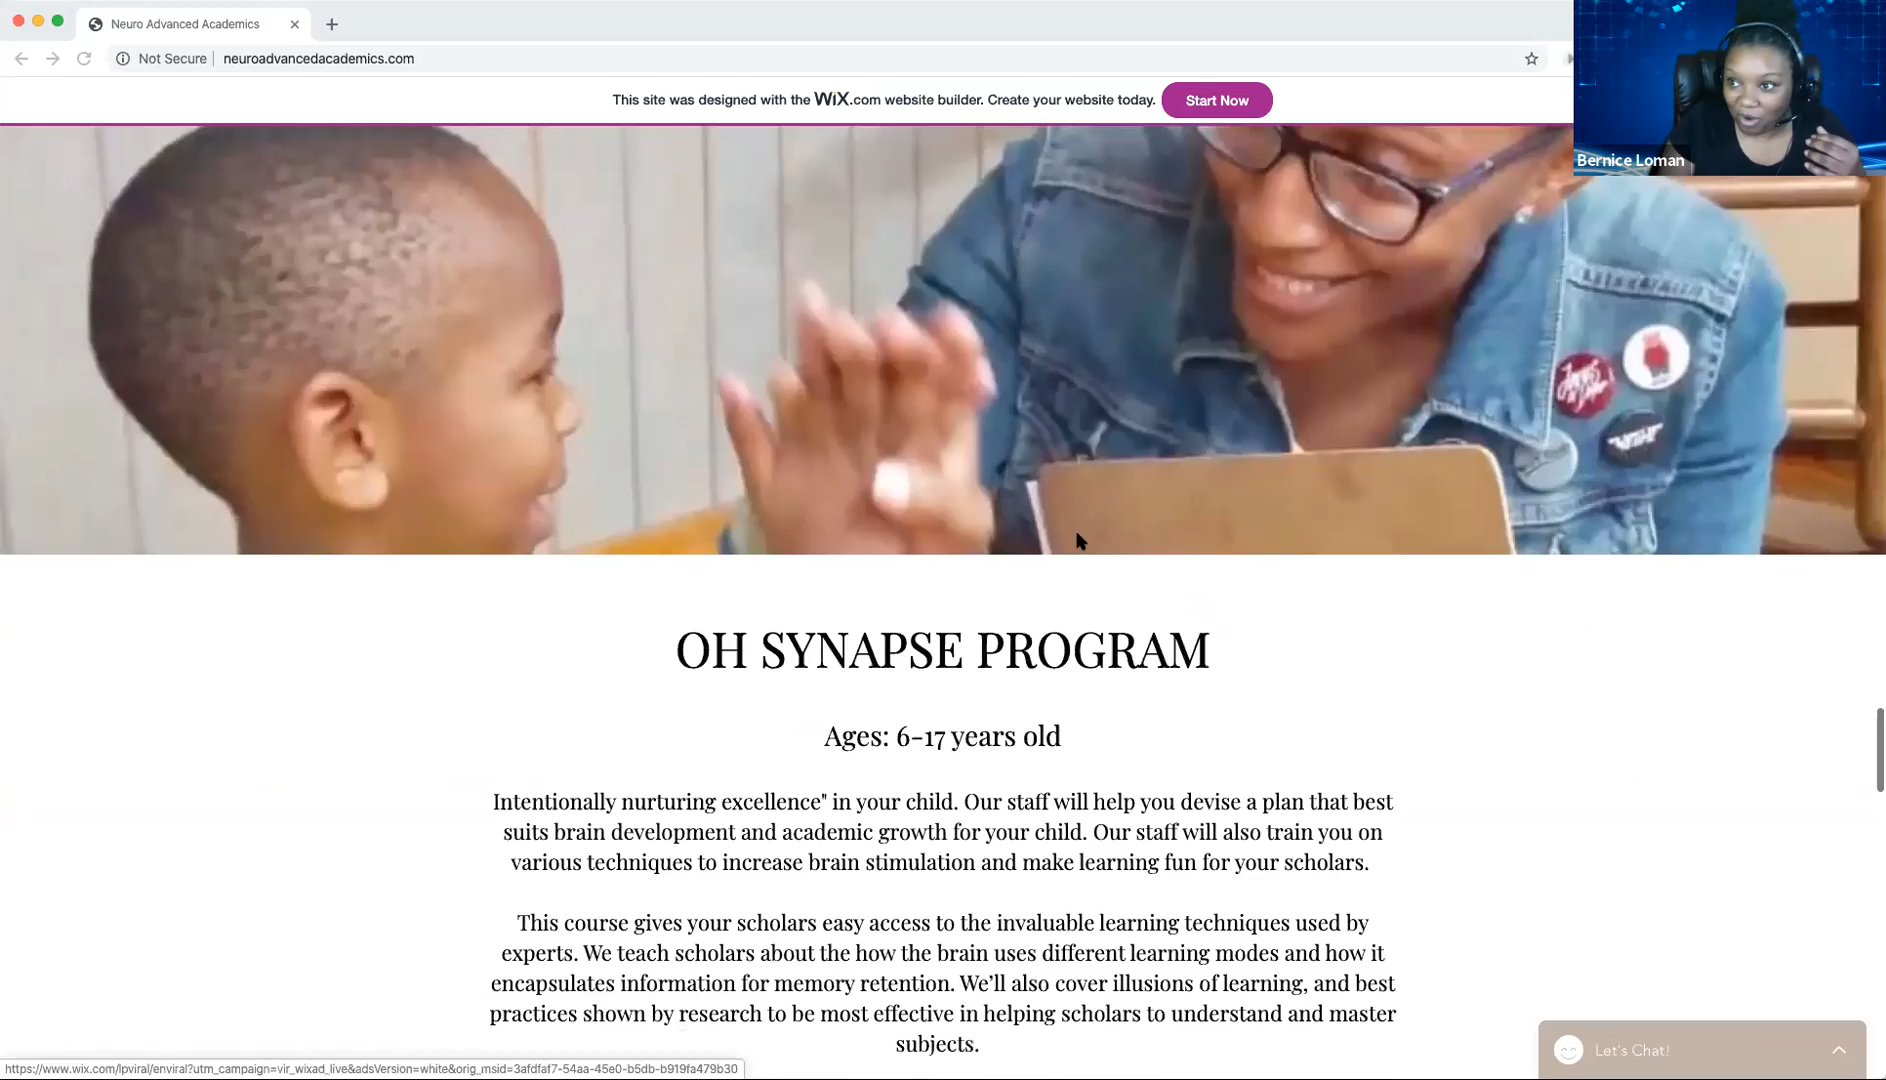 Neuro Advanced Academics
Not Secure
neuroadvancedacademics.com
This site was designed with the WiX.com website builder. Create your website today.
Start Now
Bernice Loman
OH SYNAPSE PROGRAM
Ages: 6-17 years old
Intentionally nurturing excellence" in your child. Our staff will help you devise a plan that best
suits brain development and academic growth for your child. Our staff will also train you on
various techniques to increase brain stimulation and make learning fun for your scholars.
This course gives your scholars easy access to the invaluable learning techniques used by
experts. We teach scholars about the how the brain uses different learning modes and how it
encapsulates information for memory retention. We’ll also cover illusions of learning, and best
practices shown by research to be most effective in helping scholars to understand and master
subjects.
Let's Chat!
https://www.wix.com/lpviral/enviral?utm_campaign=vir_wixad_live&adsVersion=white&orig_msid=3afdfaf7-54aa-45e0-b5db-b919fa479b30